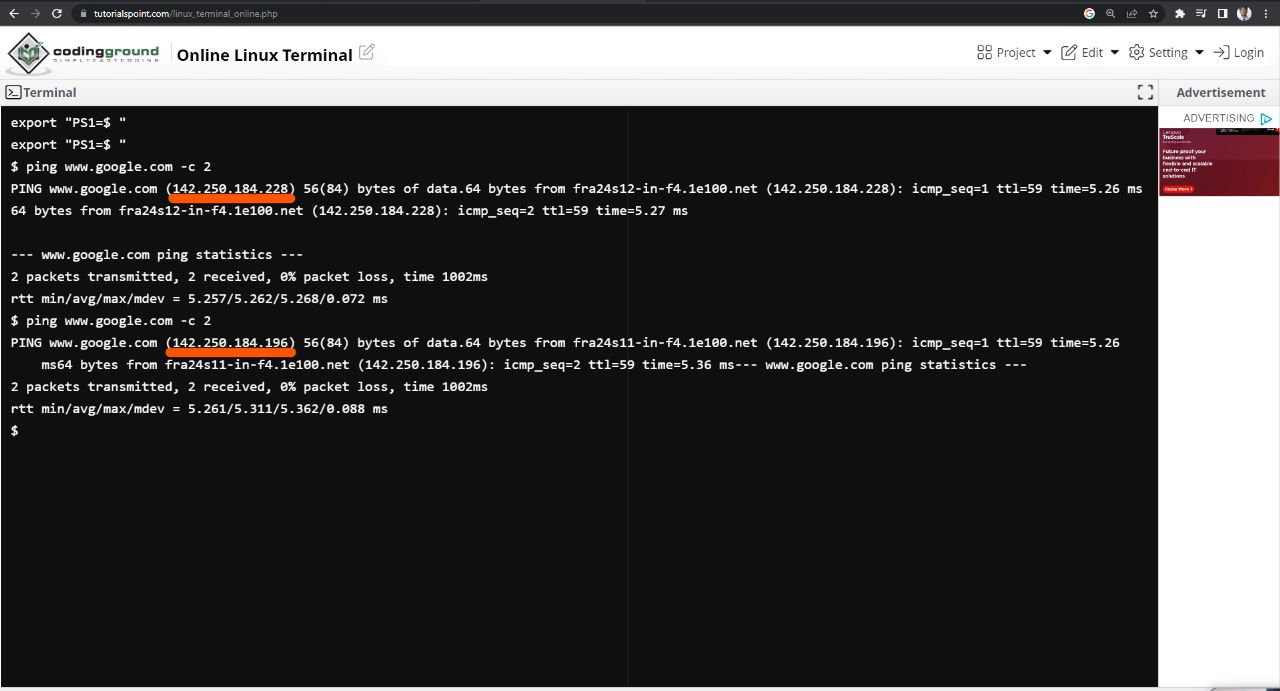 tutorialspoint.com/linux_terminal_online.php
codingground
SIMPLYEASYCODING
Online Linux Terminal
Project
Edit
Setting
Login
Terminal
Advertisement
export "PS1=$ "
export "PS1=$ "
$ ping www.google.com -c 2
PING www.google.com (142.250.184.228) 56(84) bytes of data.64 bytes from fra24s12-in-f4.1e100.net (142.250.184.228): icmp_seq=1 ttl=59 time=5.26 ms
64 bytes from fra24s12-in-f4.1e100.net (142.250.184.228): icmp_seq=2 ttl=59 time=5.27 ms
--- www.google.com ping statistics ---
2 packets transmitted, 2 received, 0% packet loss, time 1002ms
rtt min/avg/max/mdev = 5.257/5.262/5.268/0.072 ms
$ ping www.google.com -c 2
PING www.google.com (142.250.184.196) 56(84) bytes of data.64 bytes from fra24s11-in-f4.1e100.net (142.250.184.196): icmp_seq=1 ttl=59 time=5.26
ms64 bytes from fra24s11-in-f4.1e100.net (142.250.184.196): icmp_seq=2 ttl=59 time=5.36 ms--- www.google.com ping statistics ---
2 packets transmitted, 2 received, 0% packet loss, time 1002ms
rtt min/avg/max/mdev = 5.261/5.311/5.362/0.088 ms
$
ADVERTISING
Lenovo
TruScale
Future proof your
business with
flexible and scalable
end-to-end IT
solutions
Know More